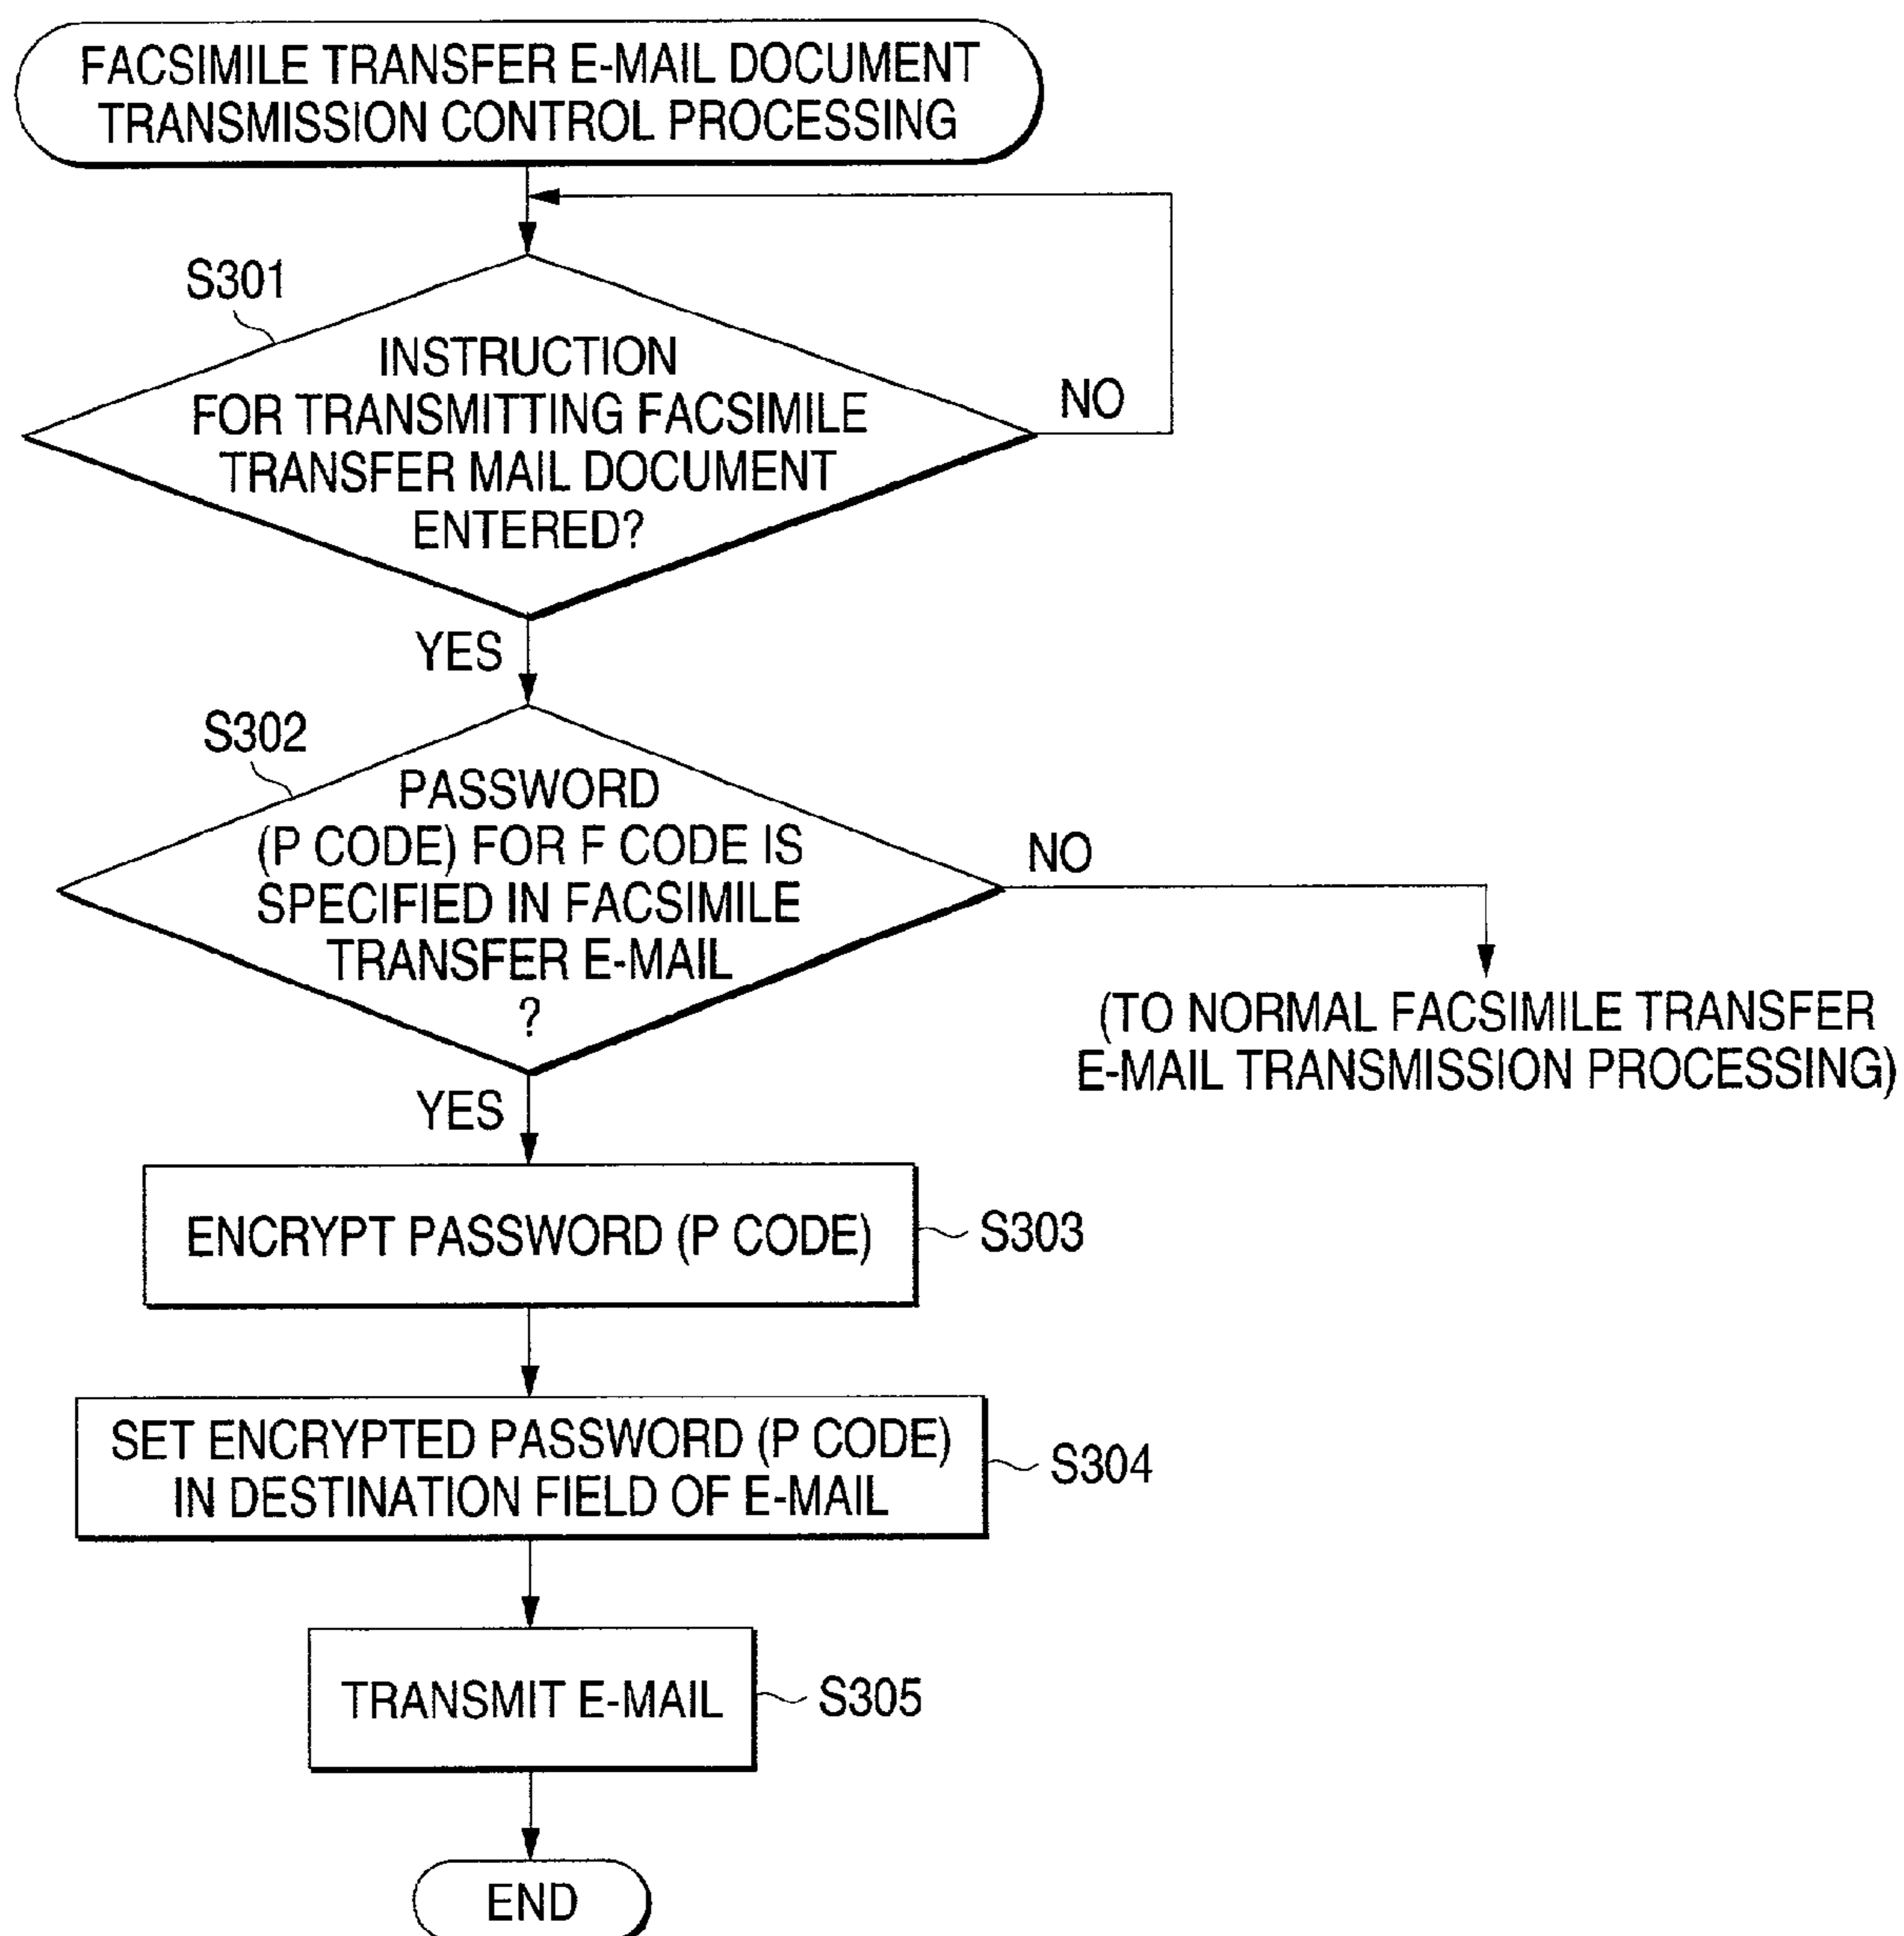 FACSIMILE TRANSFER E-MAIL DOCUMENT
TRANSMISSION CONTROL PROCESSING
S301
INSTRUCTION
FOR TRANSMITTING FACSIMILE
TRANSFER MAIL DOCUMENT
ENTERED?
NO
YES
S302
PASSWORD
(P CODE) FOR F CODE IS
SPECIFIED IN FACSIMILE
TRANSFER E-MAIL
?
NO
(TO NORMAL FACSIMILE TRANSFER
E-MAIL TRANSMISSION PROCESSING)
YES
ENCRYPT PASSWORD (P CODE)
S303
SET ENCRYPTED PASSWORD (P CODE)
IN DESTINATION FIELD OF E-MAIL
S304
TRANSMIT E-MAIL
S305
END